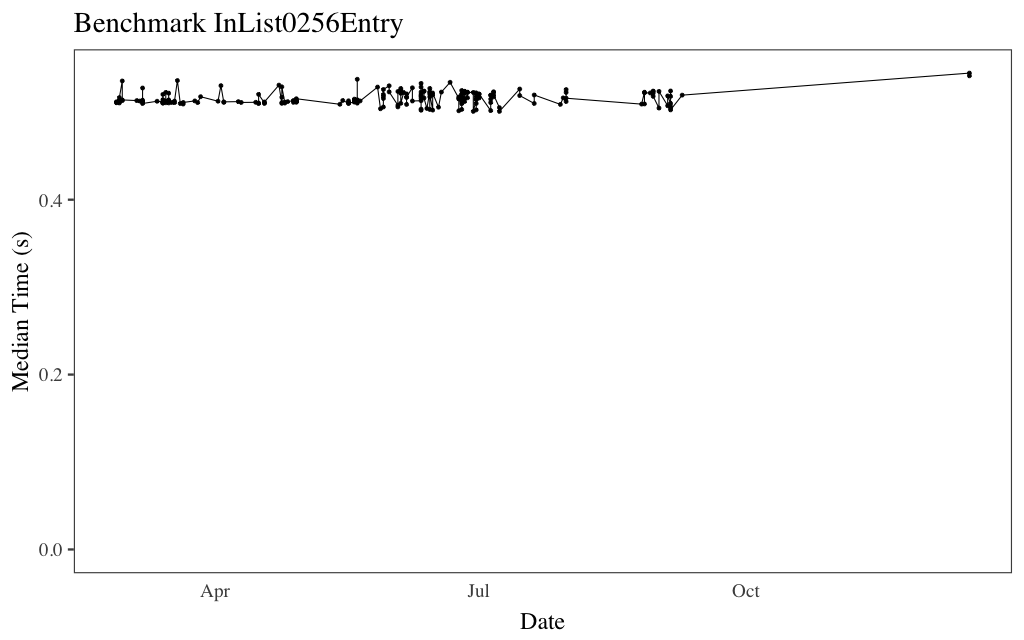 Benchmark InList0256Entry
Median Time (s)
0.4
0.2
0.0
Apr
Jul
Oct
Date